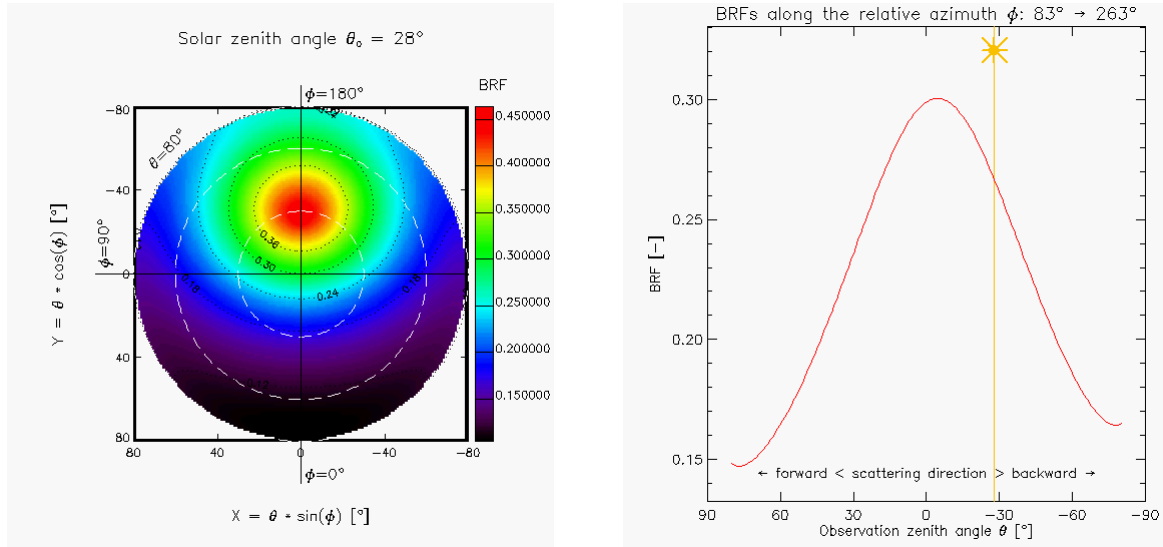 Solar zenith angle θ₀ = 28°
BRF
ϕ=180°
θ=80°
ϕ=90°
ϕ=0°
-80
-40
0
40
80
80
40
0
-40
-80
Y = θ * cos(ϕ) [°]
X = θ * sin(ϕ) [°]
0.36
0.30
0.24
0.18
0.18
0.12
0.450000
0.400000
0.350000
0.300000
0.250000
0.200000
0.150000
BRFs along the relative azimuth ϕ: 83° → 263°
BRF [-]
0.30
0.25
0.20
0.15
← forward < scattering direction > backward →
90
60
30
0
-30
-60
-90
Observation zenith angle θ [°]